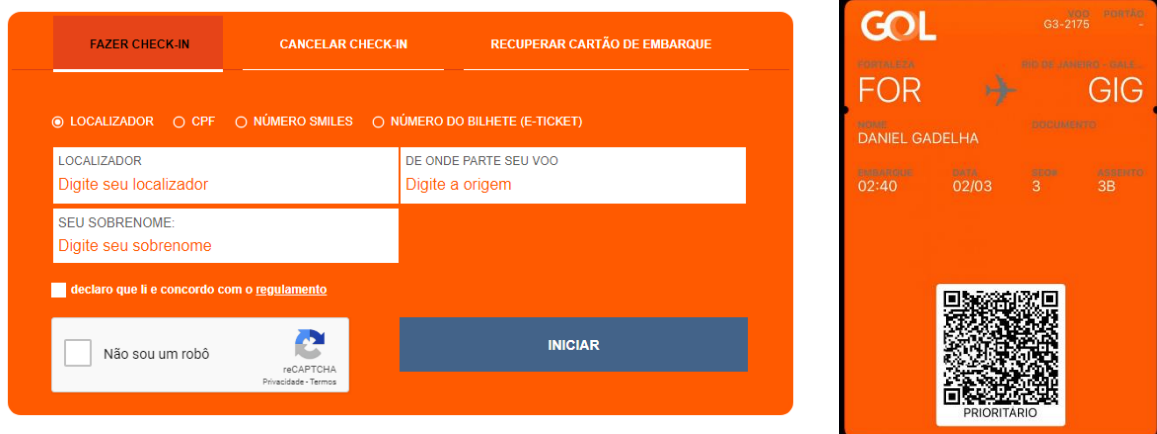 FAZER CHECK-IN
CANCELAR CHECK-IN
RECUPERAR CARTÃO DE EMBARQUE
LOCALIZADOR
CPF
NÚMERO SMILES
NÚMERO DO BILHETE (E-TICKET)
LOCALIZADOR
Digite seu localizador
DE ONDE PARTE SEU VOO
Digite a origem
SEU SOBRENOME:
Digite seu sobrenome
declaro que li e concordo com o regulamento
Não sou um robô
reCAPTCHA
Privacidade - Termos
INICIAR
GOL
VOO PORTÃO
G3-2175 -
FORTALEZA RIO DE JANEIRO - GALE...
FOR GIG
NOME DOCUMENTO
DANIEL GADELHA
EMBARQUE DATA SEQ# ASSENTO
02:40 02/03 3 3B
PRIORITÁRIO